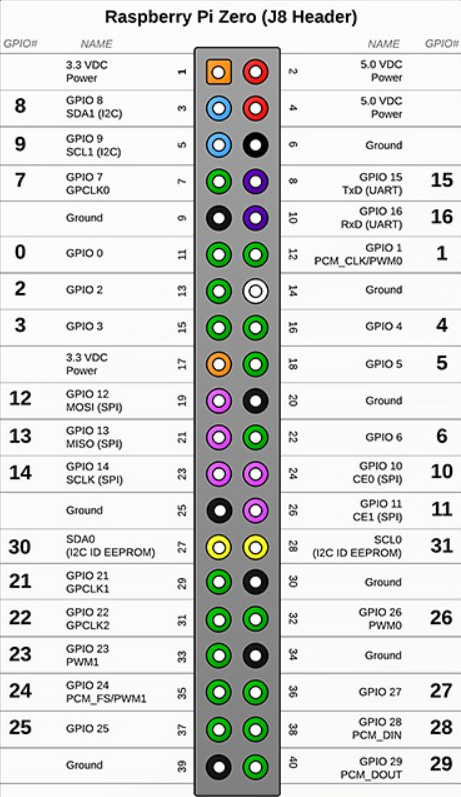 Raspberry Pi Zero (J8 Header)
GPIO# NAME NAME GPIO#
3.3 VDC
Power 1 2 5.0 VDC
Power
8 GPIO 8
SDA1 (I2C) 3 4 5.0 VDC
Power
9 GPIO 9
SCL1 (I2C) 5 6 Ground
7 GPIO 7
GPCLK0 7 8 GPIO 15
TxD (UART) 15
Ground 9 10 GPIO 16
RxD (UART) 16
0 GPIO 0 11 12 GPIO 1
PCM_CLK/PWM0 1
2 GPIO 2 13 14 Ground
3 GPIO 3 15 16 GPIO 4 4
3.3 VDC
Power 17 18 GPIO 5 5
12 GPIO 12
MOSI (SPI) 19 20 Ground
13 GPIO 13
MISO (SPI) 21 22 GPIO 6 6
14 GPIO 14
SCLK (SPI) 23 24 GPIO 10
CE0 (SPI) 10
Ground 25 26 GPIO 11
CE1 (SPI) 11
30 SDA0
(I2C ID EEPROM) 27 28 SCL0
(I2C ID EEPROM) 31
21 GPIO 21
GPCLK1 29 30 Ground
22 GPIO 22
GPCLK2 31 32 GPIO 26
PWM0 26
23 GPIO 23
PWM1 33 34 Ground
24 GPIO 24
PCM_FS/PWM1 35 36 GPIO 27 27
25 GPIO 25 37 38 GPIO 28
PCM_DIN 28
Ground 39 40 GPIO 29
PCM_DOUT 29